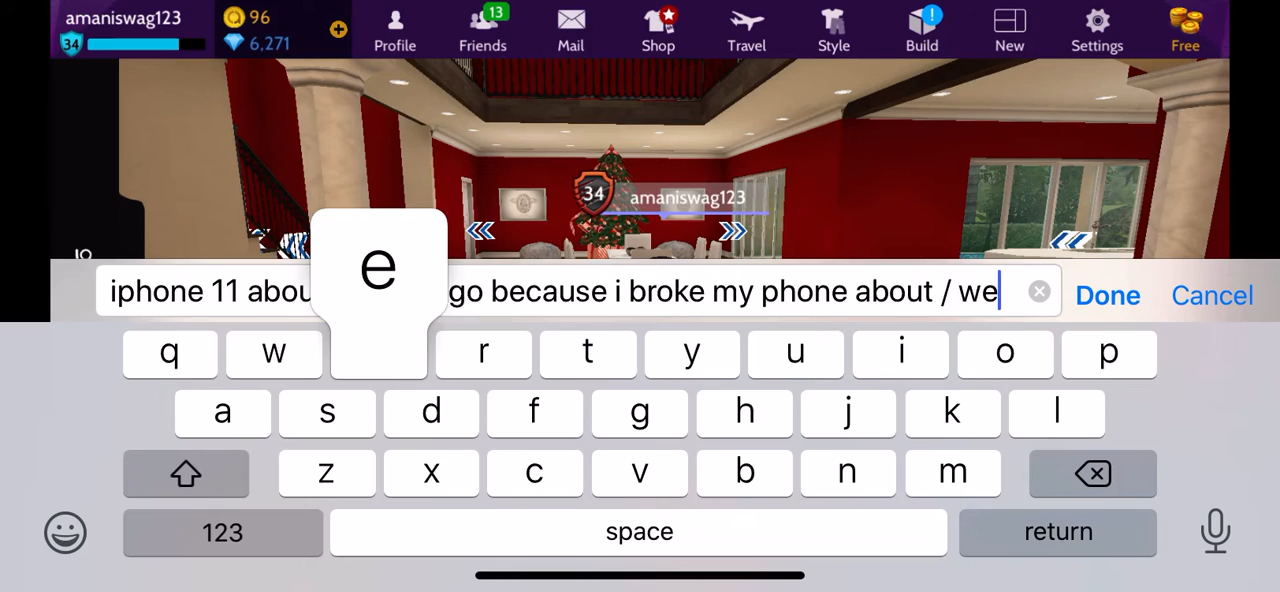 amaniswag123
34
96
6,271
13
!
Profile
Friends
Mail
Shop
Travel
Style
Build
New
Settings
Free
34 amaniswag123
iphone 11 abou go because i broke my phone about / we
Done
Cancel
e
q w r t y u i o p
a s d f g h j k l
z x c v b n m
123 space return